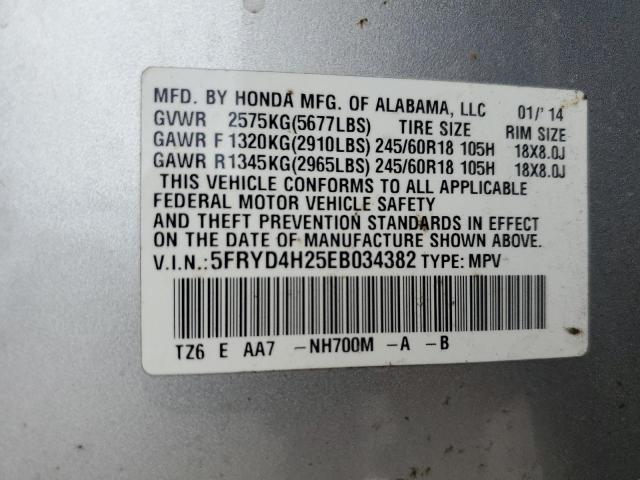 MFD. BY HONDA MFG. OF ALABAMA, LLC 01/'14
GVWR 2575KG(5677LBS) TIRE SIZE RIM SIZE
GAWR F 1320KG(2910LBS) 245/60R18 105H 18X8.0J
GAWR R1345KG(2965LBS) 245/60R18 105H 18X8.0J
THIS VEHICLE CONFORMS TO ALL APPLICABLE
FEDERAL MOTOR VEHICLE SAFETY
AND THEFT PREVENTION STANDARDS IN EFFECT
ON THE DATE OF MANUFACTURE SHOWN ABOVE.
V.I.N.:5FRYD4H25EB034382 TYPE: MPV
TZ6 E AA7 -NH700M -A -B